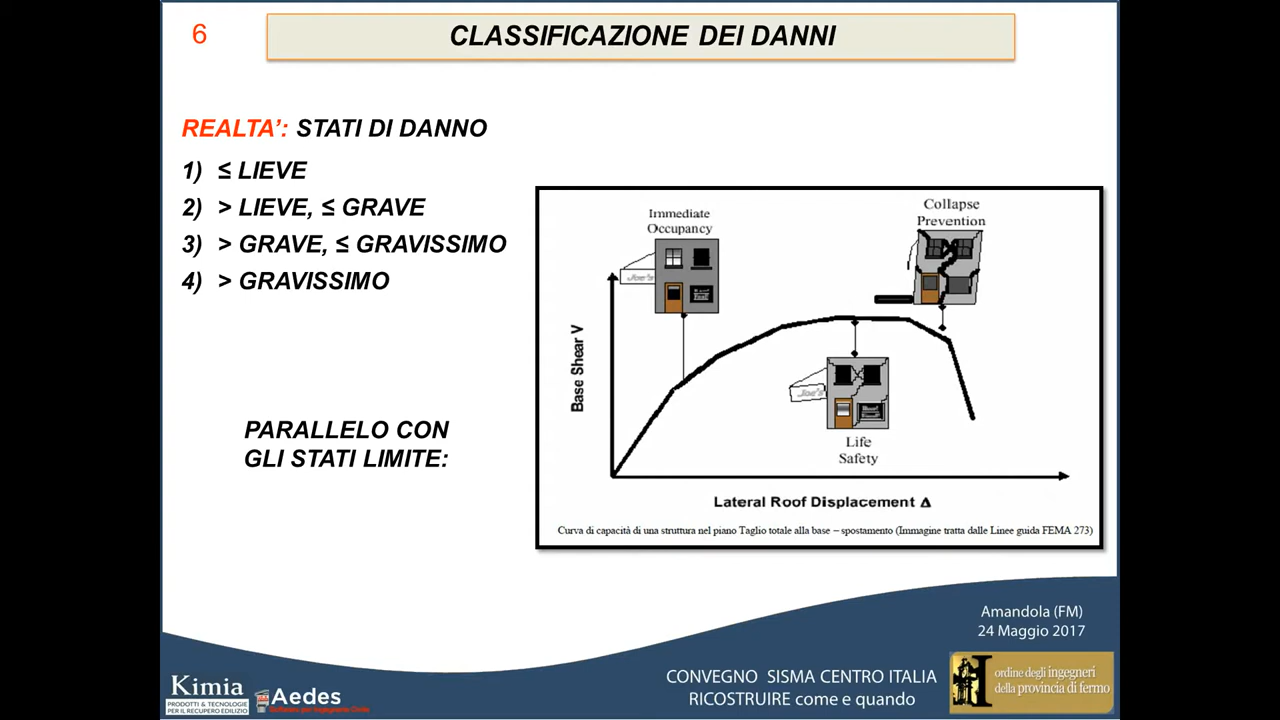 6
CLASSIFICAZIONE DEI DANNI
REALTA’: STATI DI DANNO
1) ≤ LIEVE
2) > LIEVE, ≤ GRAVE
3) > GRAVE, ≤ GRAVISSIMO
4) > GRAVISSIMO
PARALLELO CON
GLI STATI LIMITE:
Immediate
Occupancy
Joe's
Collapse
Prevention
Base Shear V
Joe's
Life
Safety
Lateral Roof Displacement Δ
Curva di capacità di una struttura nel piano Taglio totale alla base – spostamento (Immagine tratta dalle Linee guida FEMA 273)
Amandola (FM)
24 Maggio 2017
CONVEGNO SISMA CENTRO ITALIA
RICOSTRUIRE come e quando
ordine degli ingegneri
della provincia di fermo
Kimia
PRODOTTI & TECNOLOGIE
PER IL RECUPERO EDILIZIO
Aedes